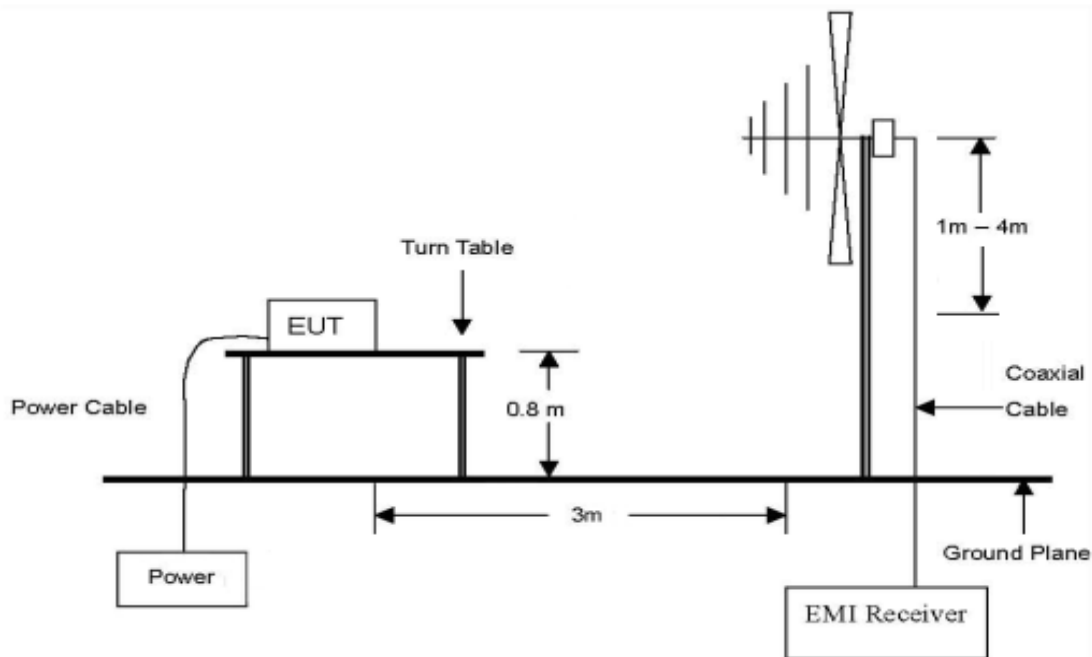 1m – 4m
Turn Table
EUT
Coaxial
Cable
Power Cable
0.8 m
3m
Ground Plane
Power
EMI Receiver